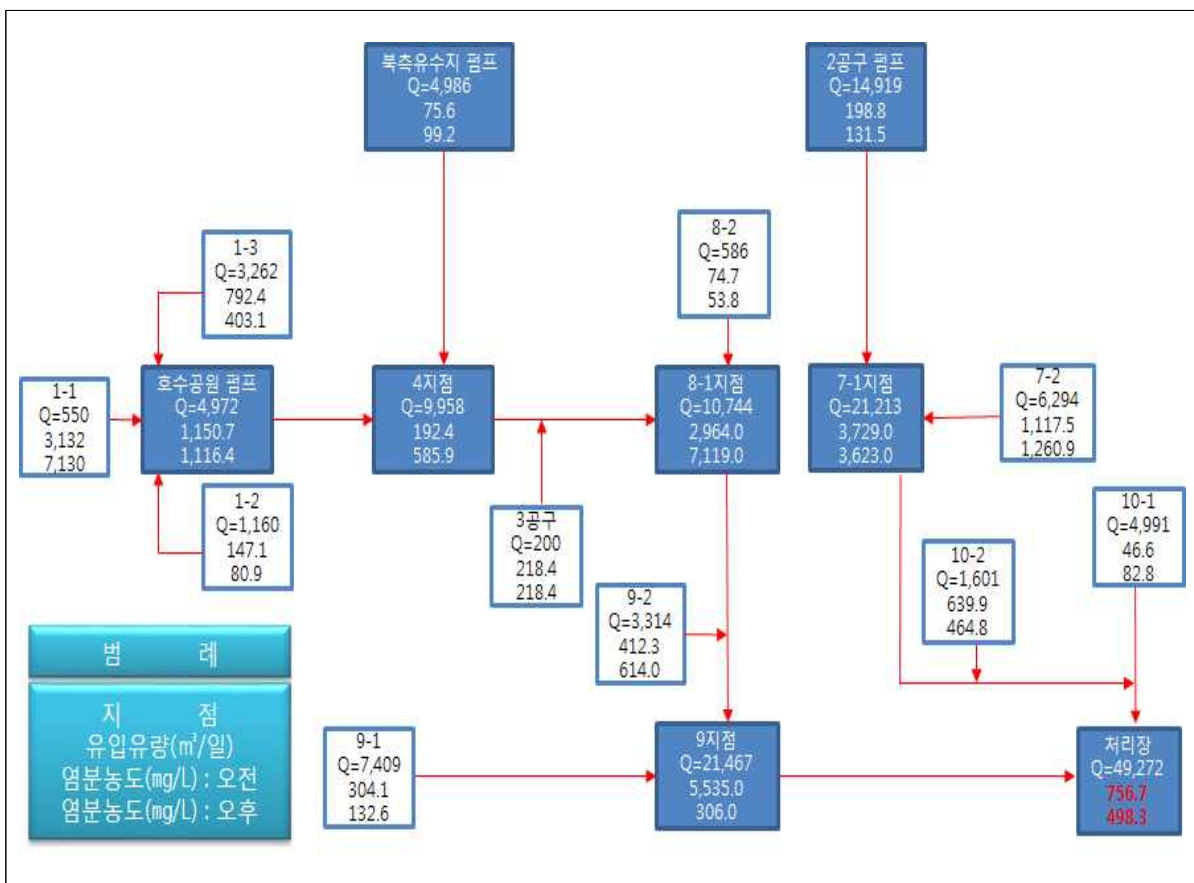 북측유수지 펌프
Q=4,986
75.6
99.2
2공구 펌프
Q=14,919
198.8
131.5
1-3
Q=3,262
792.4
403.1
8-2
Q=586
74.7
53.8
1-1
Q=550
3,132
7,130
호수공원 펌프
Q=4,972
1,150.7
1,116.4
4지점
Q=9,958
192.4
585.9
8-1지점
Q=10,744
2,964.0
7,119.0
7-1지점
Q=21,213
3,729.0
3,623.0
7-2
Q=6,294
1,117.5
1,260.9
1-2
Q=1,160
147.1
80.9
3공구
Q=200
218.4
218.4
10-2
Q=1,601
639.9
464.8
10-1
Q=4,991
46.6
82.8
9-2
Q=3,314
412.3
614.0
범 례
지 점
유입유량(㎥/일)
염분농도(mg/L) : 오전
염분농도(mg/L) : 오후
9-1
Q=7,409
304.1
132.6
9지점
Q=21,467
5,535.0
306.0
처리장
Q=49,272
756.7
498.3